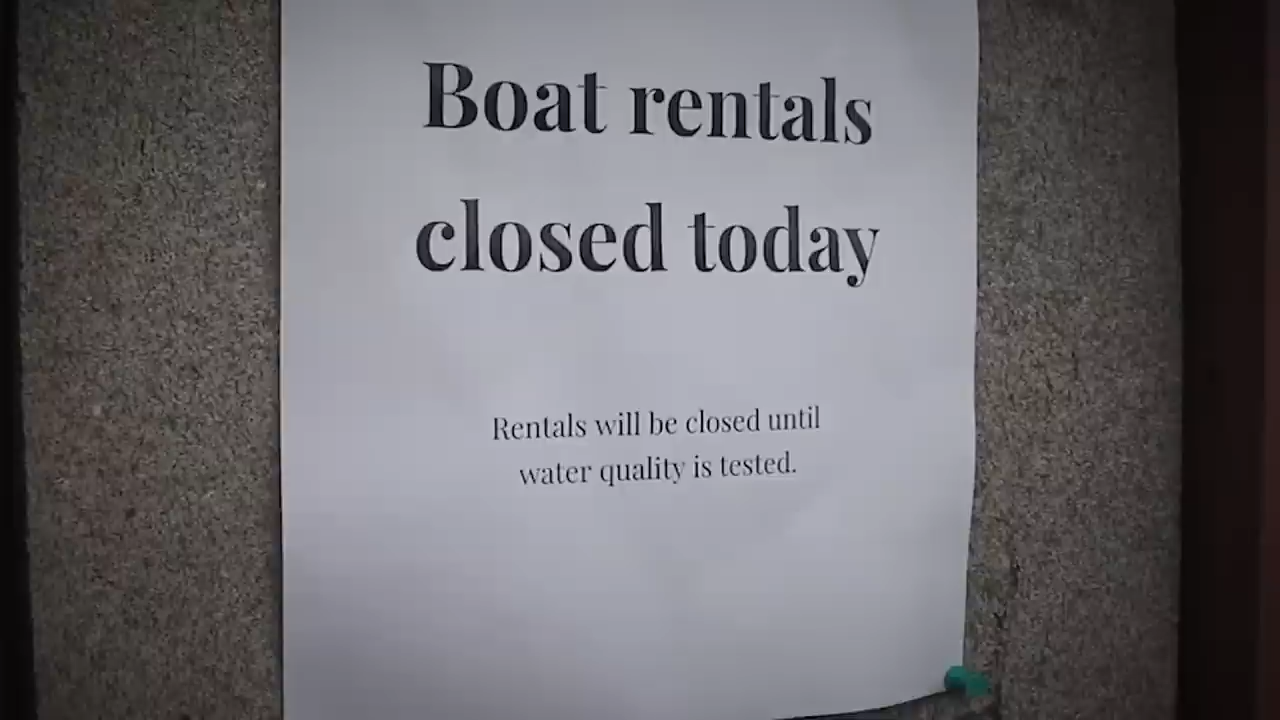 Boat rentals
closed today
Rentals will be closed until
water quality is tested.